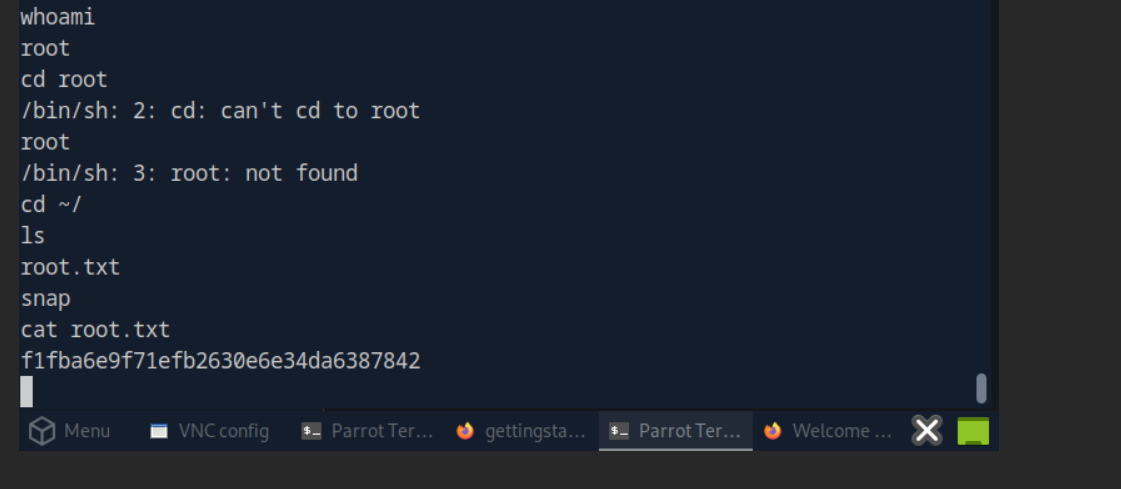 whoami
root
cd root
/bin/sh: 2: cd: can't cd to root
root
/bin/sh: 3: root: not found
cd ~/
ls
root.txt
snap
cat root.txt
f1fba6e9f71efb2630e6e34da6387842
Menu VNC config $_ Parrot Ter... gettingsta... $_ Parrot Ter... Welcome ...